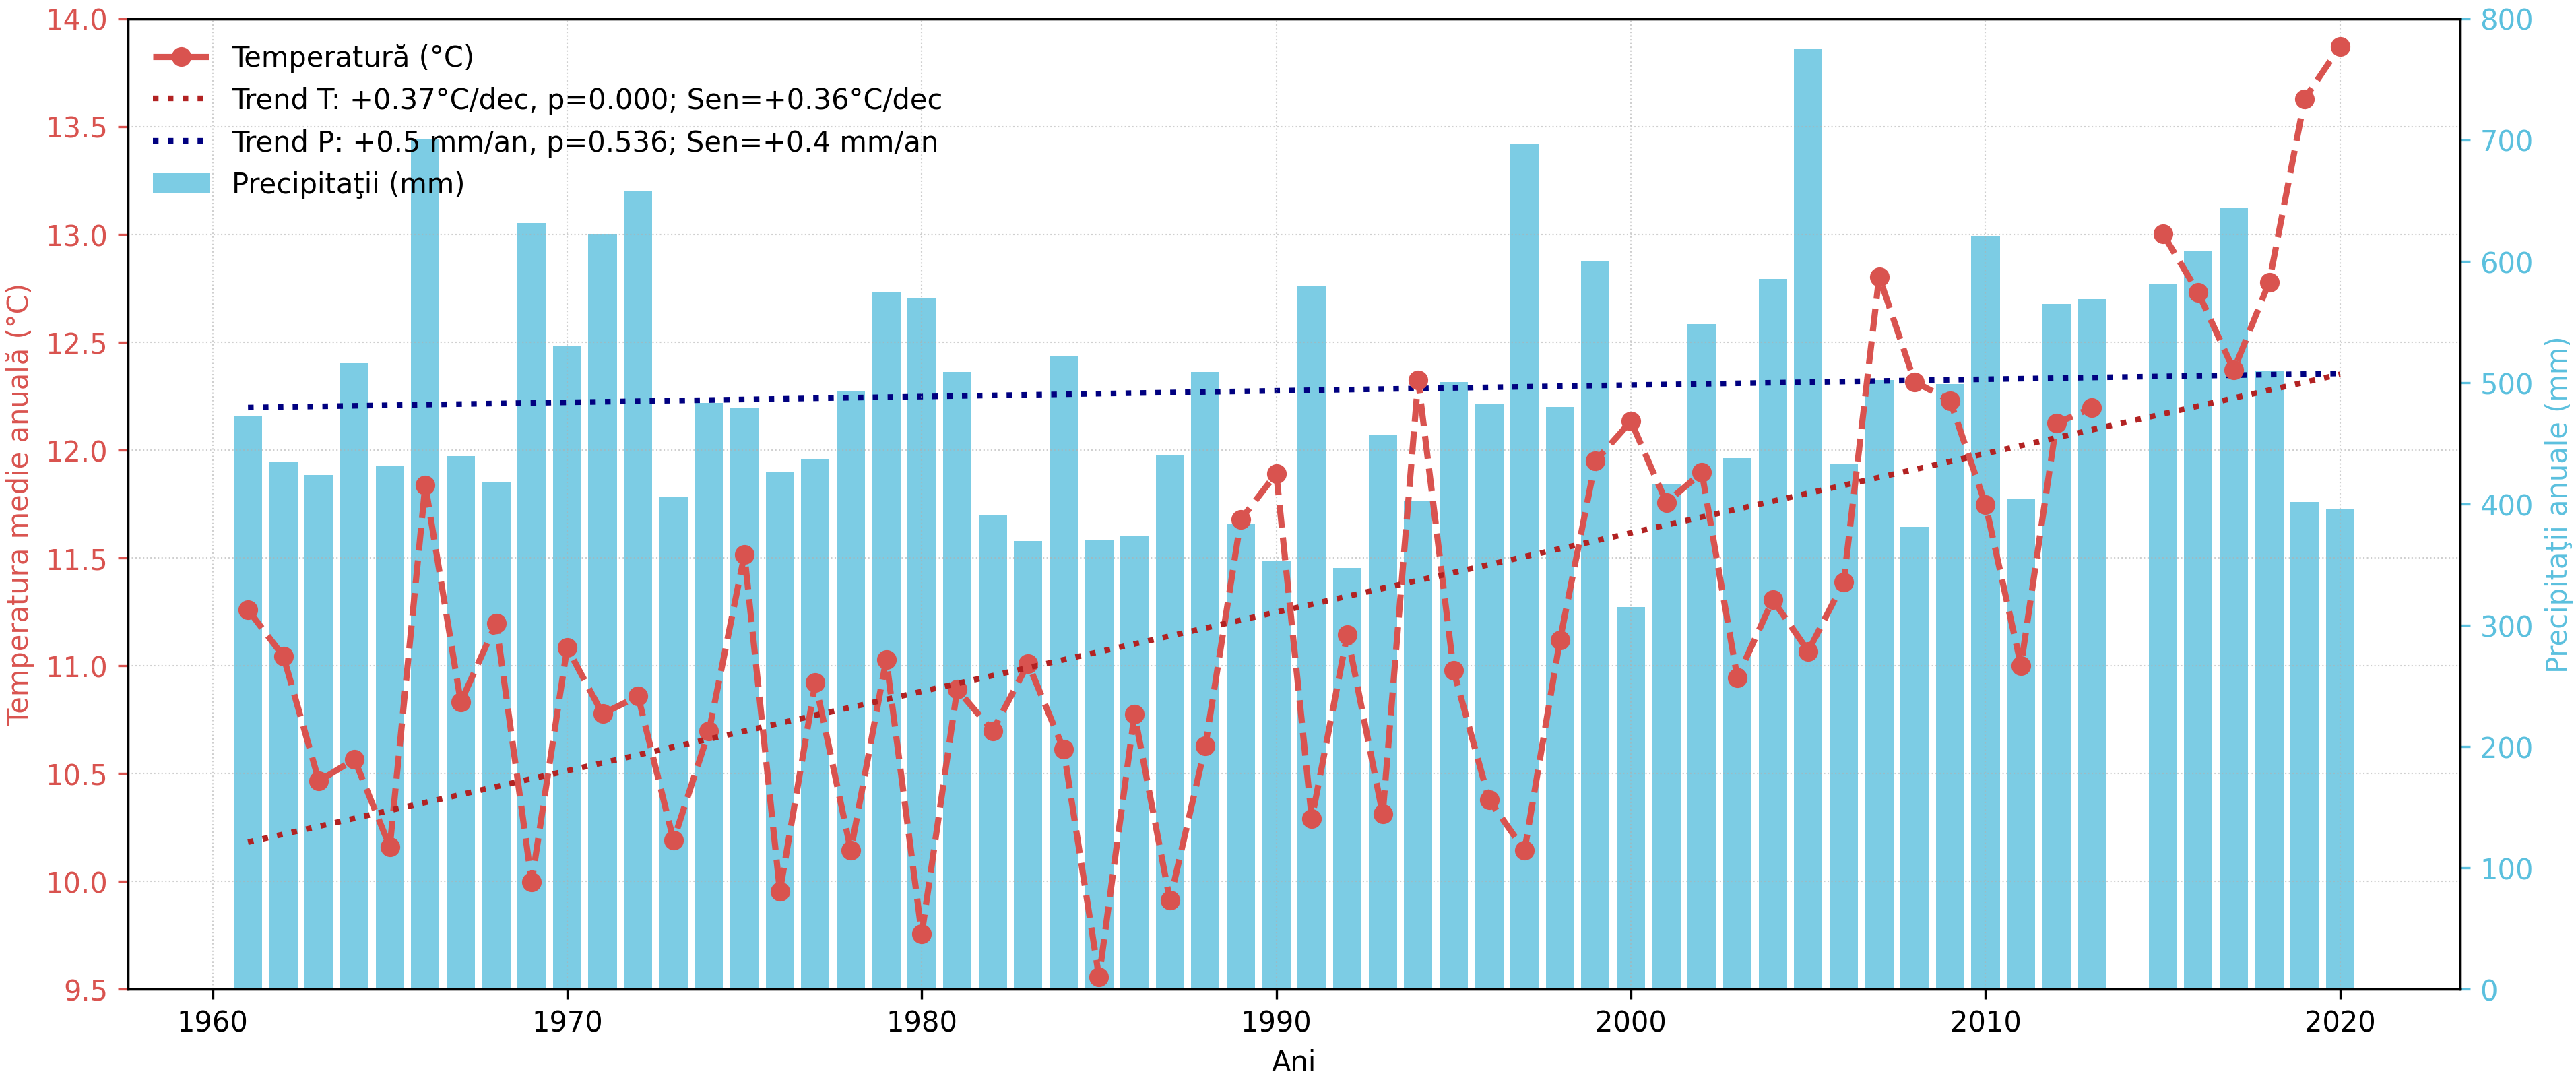 Temperatură (°C)
Trend T: +0.37°C/dec, p=0.000; Sen=+0.36°C/dec
Trend P: +0.5 mm/an, p=0.536; Sen=+0.4 mm/an
Precipitaţii (mm)
Temperatura medie anuală (°C)
14.0
13.5
13.0
12.5
12.0
11.5
11.0
10.5
10.0
9.5
800
700
600
500
400
300
200
100
0
Precipitaţii anuale (mm)
1960 1970 1980 1990 2000 2010 2020
Ani